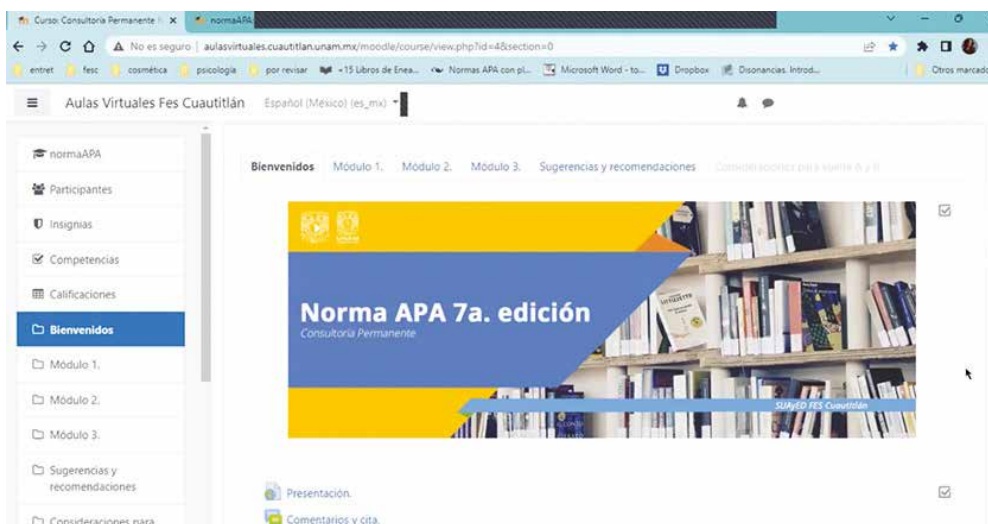 Curso: Consultoría Permanente
normaAPA
No es seguro | aulasvirtuales.cuautitlan.unam.mx/moodle/course/view.php?id=48&section=0
entret fesc cosmética psicología por revisar +15 Libros de Enea... Normas APA con pl... Microsoft Word - to... Dropbox Disonancias. Introd... Otros marcado
Aulas Virtuales Fes Cuautitlán Español (México) (es_mx)
normaAPA
Participantes
Insignias
Competencias
Calificaciones
Bienvenidos
Módulo 1.
Módulo 2.
Módulo 3.
Sugerencias y
recomendaciones
Consideraciones para
Bienvenidos Módulo 1. Módulo 2. Módulo 3. Sugerencias y recomendaciones
Norma APA 7a. edición
Consultoría Permanente
SUAyED FES Cuautitlán
Presentación.
Comentarios y cita.